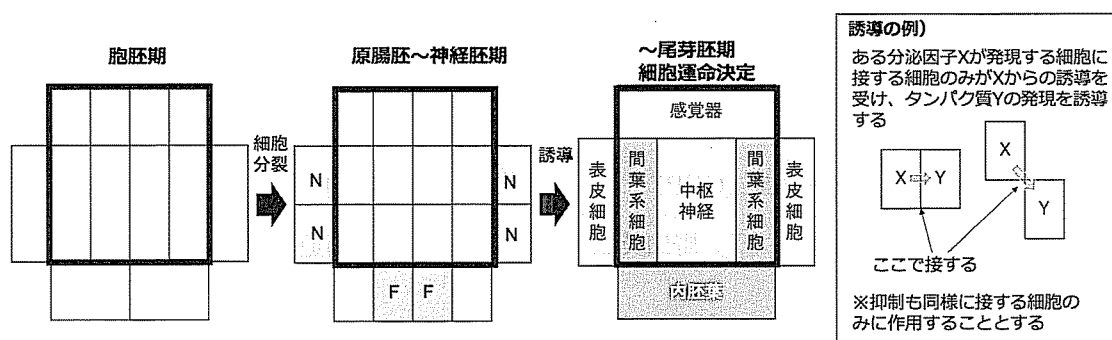 胞胚期
細胞
分裂
原腸胚～神経胚期
N
N
N
N
F
F
誘導
～尾芽胚期
細胞運命決定
感覚器
表皮細胞
間葉系細胞
中枢
神経
間葉系細胞
表皮細胞
内胚葉
誘導の例）
ある分泌因子Xが発現する細胞に
接する細胞のみがXからの誘導を
受け、タンパク質Yの発現を誘導
する
X
Y
X
Y
ここで接する
※抑制も同様に接する細胞の
みに作用することとする